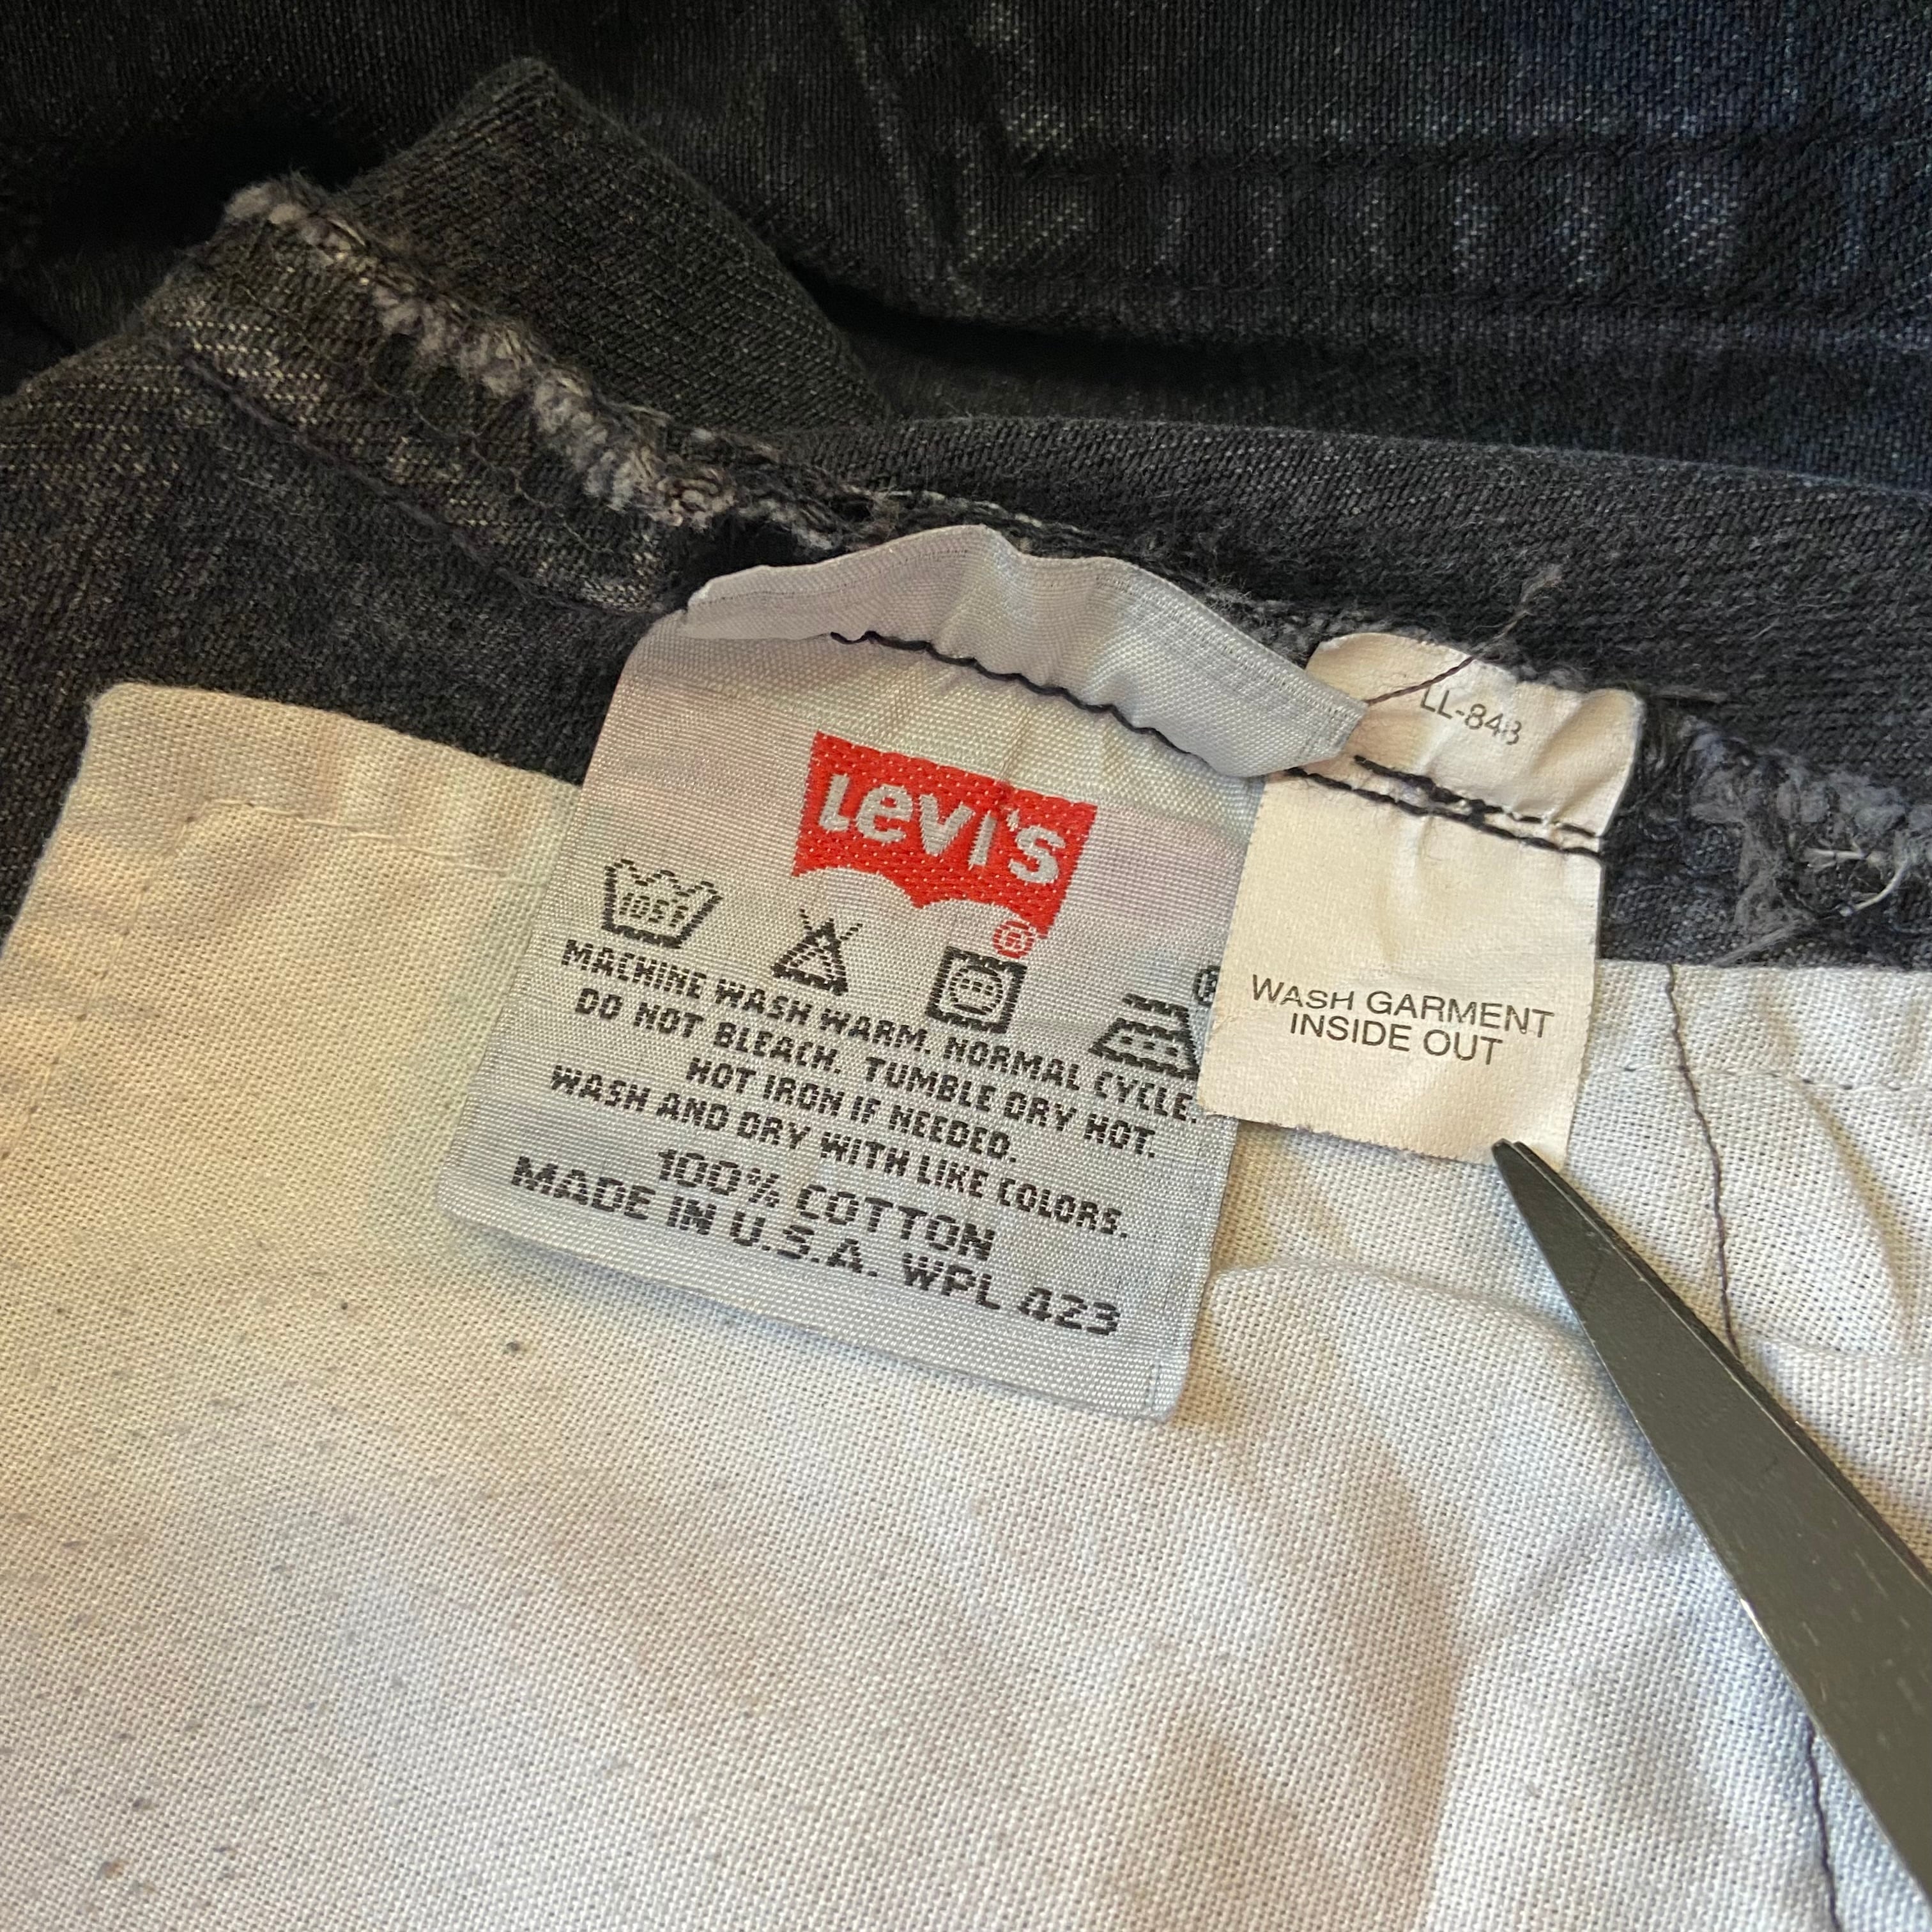 Levi's
®
105°F
MACHINE WASH WARM. NORMAL CYCLE.
DO NOT BLEACH. TUMBLE DRY HOT.
HOT IRON IF NEEDED.
WASH AND DRY WITH LIKE COLORS.
100% COTTON
MADE IN U.S.A. WPL 423
LL-848
WASH GARMENT
INSIDE OUT